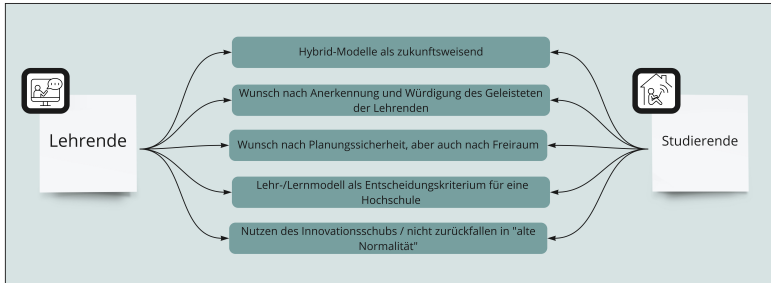 Hybrid-Modelle als zukunftsweisend
Wunsch nach Anerkennung und Würdigung des Geleisteten
der Lehrenden
Lehrende
Wunsch nach Planungssicherheit, aber auch nach Freiraum
Studierende
Lehr-/Lernmodell als Entscheidungskriterium für eine
Hochschule
Nutzen des Innovationsschubs / nicht zurückfallen in "alte
Normalität"